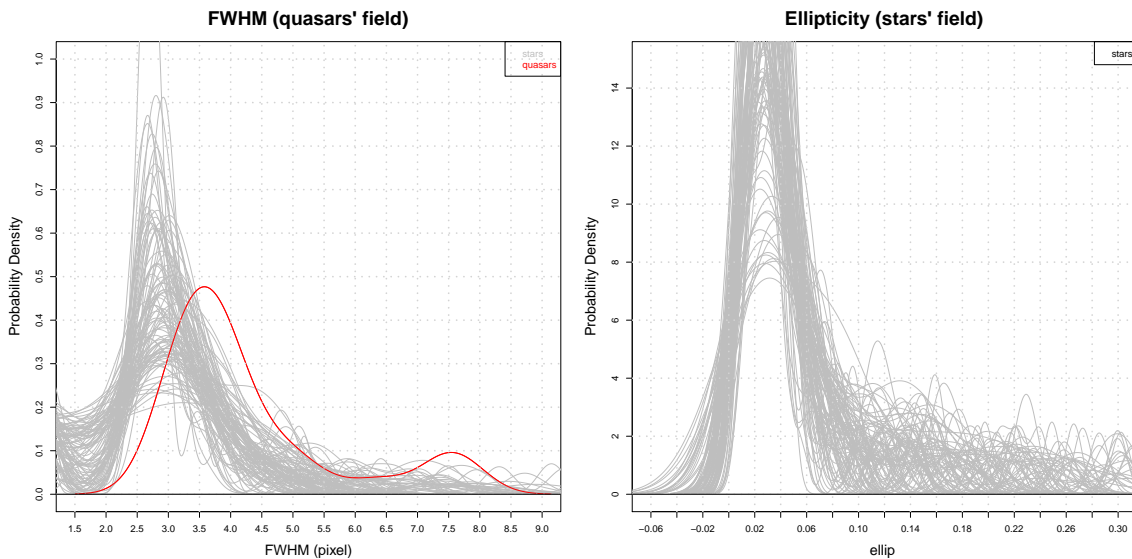 FWHM (quasars' field)
stars
quasars
1.0
0.9
0.8
0.7
0.6
0.5
0.4
0.3
0.2
0.1
0.0
Probability Density
1.5 2.0 2.5 3.0 3.5 4.0 4.5 5.0 5.5 6.0 6.5 7.0 7.5 8.0 8.5 9.0
FWHM (pixel)
Ellipticity (stars' field)
stars
14
12
10
8
6
4
2
0
Probability Density
−0.06 −0.02 0.02 0.06 0.10 0.14 0.18 0.22 0.26 0.30
ellip